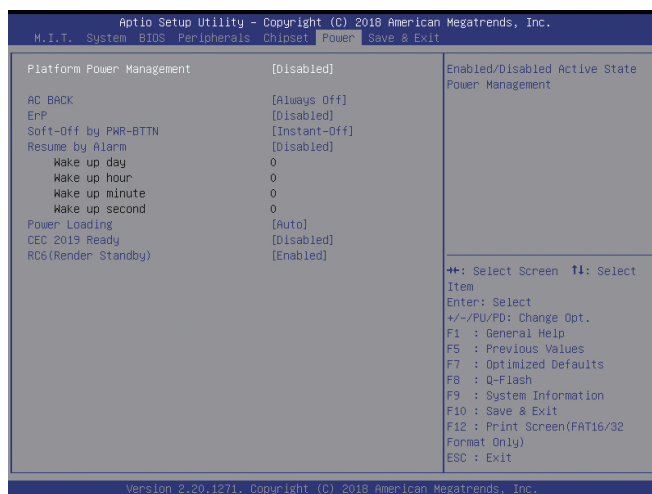 Aptio Setup Utility – Copyright (C) 2018 American Megatrends, Inc.
M.I.T. System BIOS Peripherals Chipset Power Save & Exit
Platform Power Management [Disabled]
AC BACK [Always Off]
ErP [Disabled]
Soft-Off by PWR-BTTN [Instant-Off]
Resume by Alarm [Disabled]
Wake up day 0
Wake up hour 0
Wake up minute 0
Wake up second 0
Power Loading [Auto]
CEC 2019 Ready [Disabled]
RC6(Render Standby) [Enabled]
Enabled/Disabled Active State
Power Management
→←: Select Screen ↑↓: Select
Item
Enter: Select
+/-/PU/PD: Change Opt.
F1 : General Help
F5 : Previous Values
F7 : Optimized Defaults
F8 : Q-Flash
F9 : System Information
F10 : Save & Exit
F12 : Print Screen(FAT16/32
Format Only)
ESC : Exit
Version 2.20.1271. Copyright (C) 2018 American Megatrends, Inc.